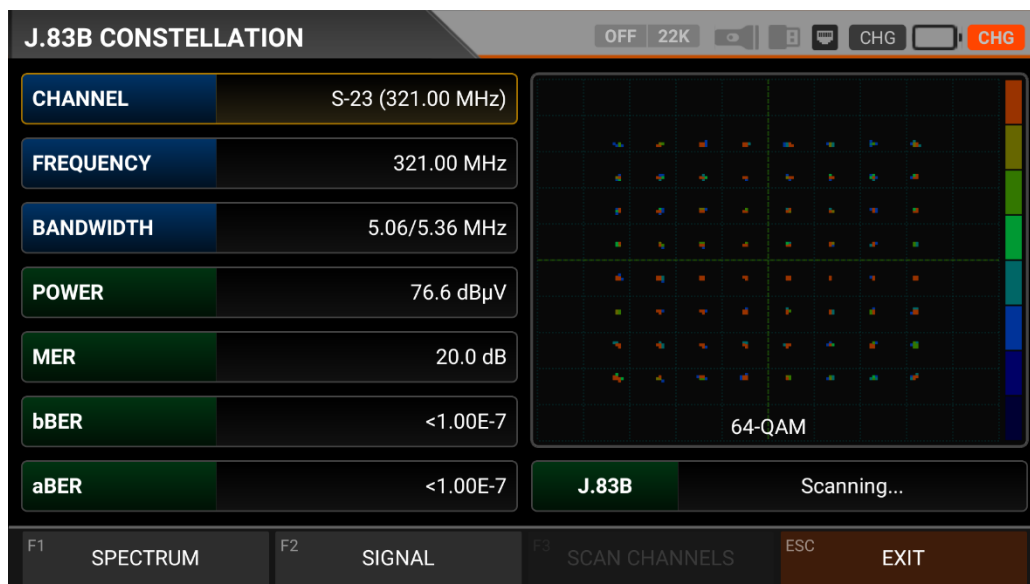 J.83B CONSTELLATION
OFF 22K CHG CHG
CHANNEL S-23 (321.00 MHz)
FREQUENCY 321.00 MHz
BANDWIDTH 5.06/5.36 MHz
POWER 76.6 dBµV
MER 20.0 dB
bBER <1.00E-7
aBER <1.00E-7
64-QAM
J.83B Scanning...
F1 SPECTRUM
F2 SIGNAL
F3 SCAN CHANNELS
ESC EXIT